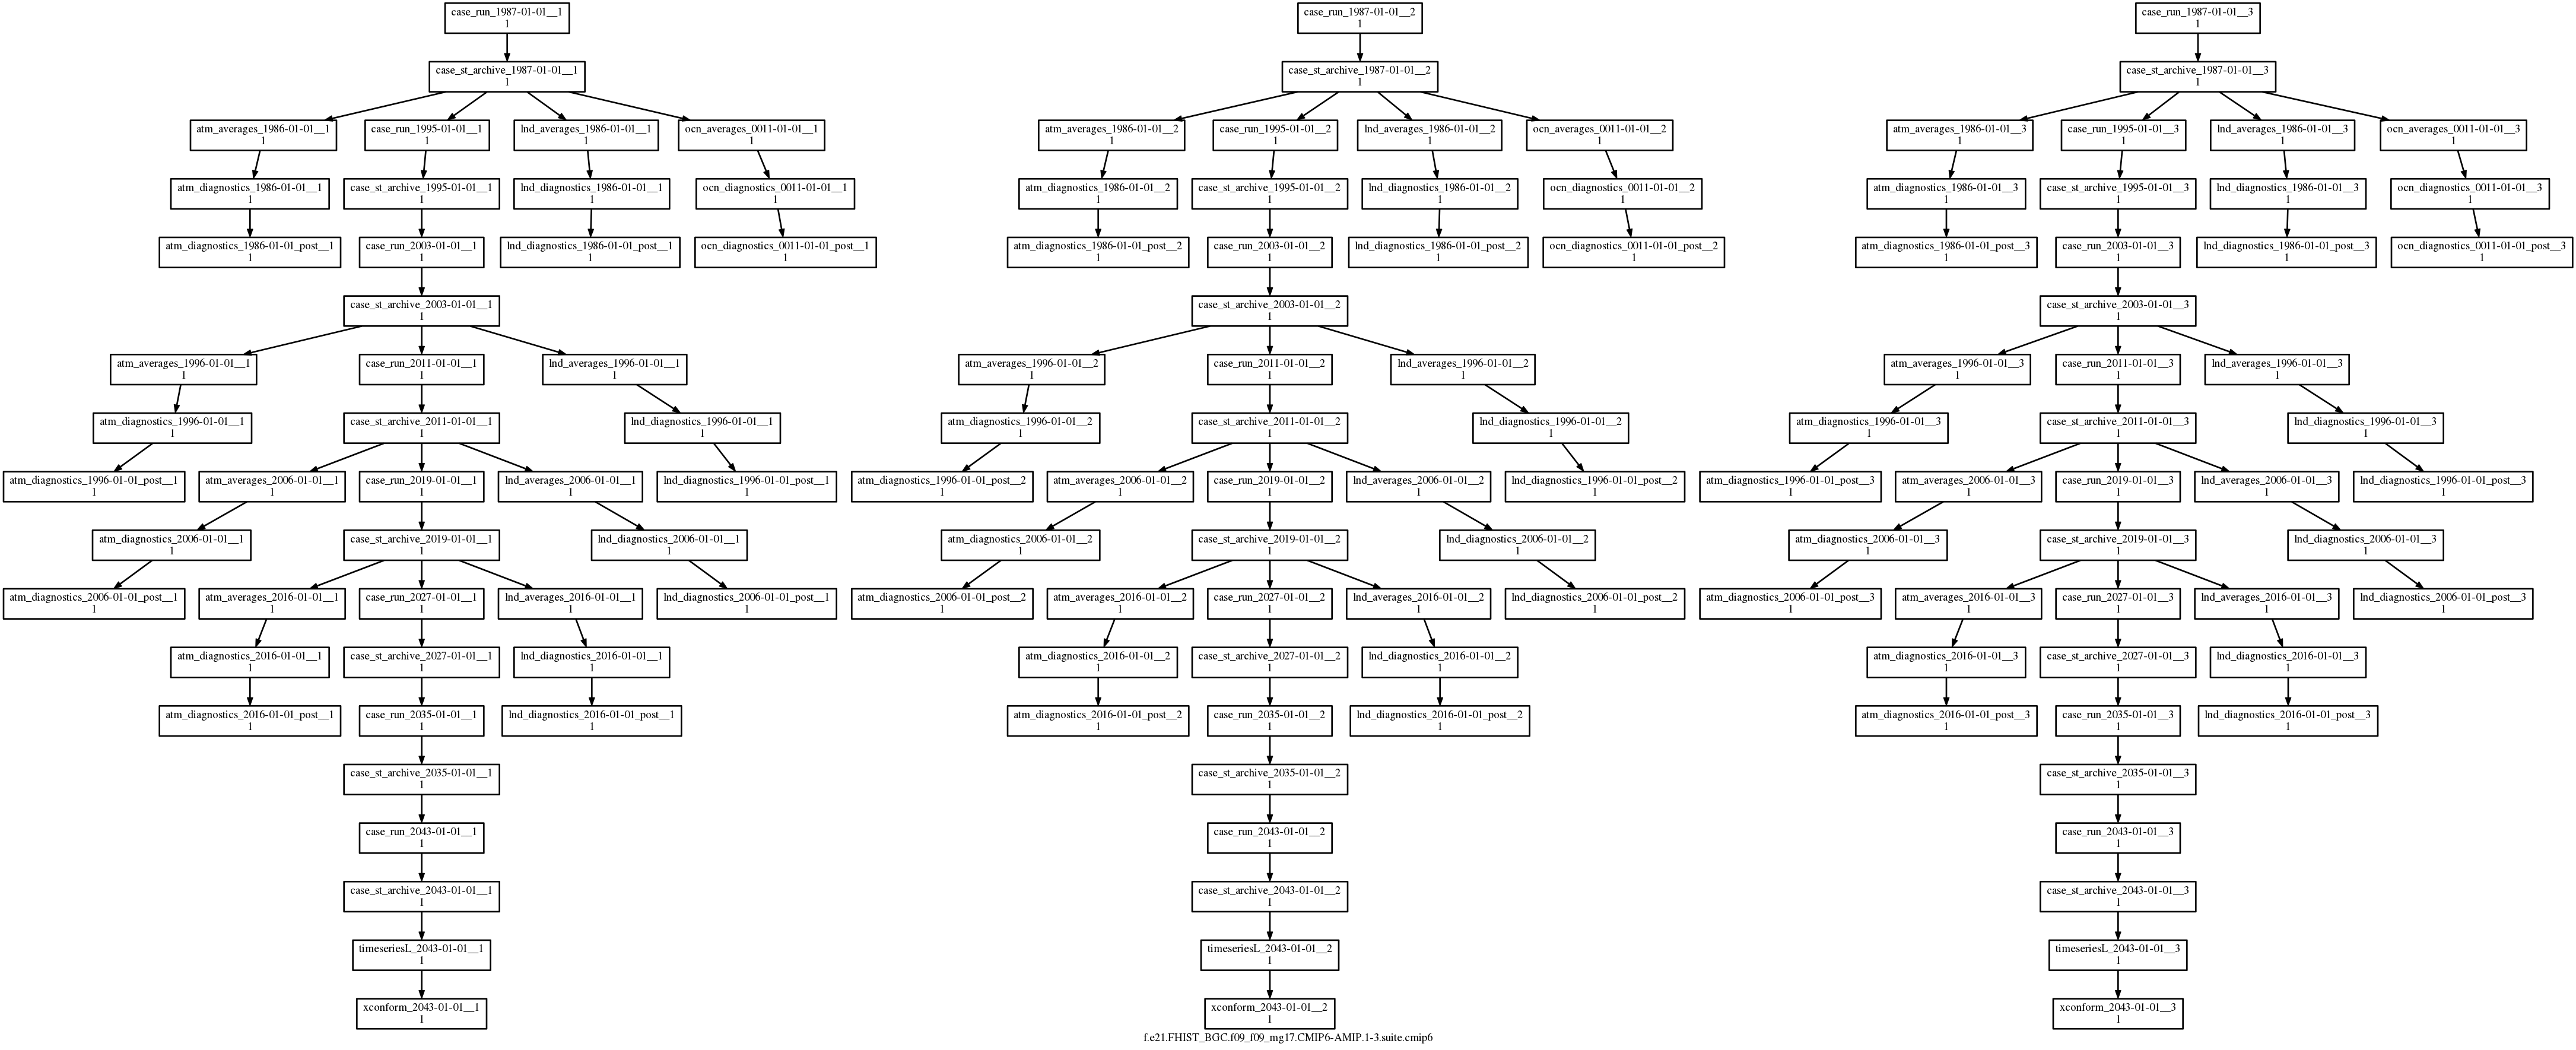 case_run_1987-01-01__1
1
case_run_1987-01-01__2
1
case_run_1987-01-01__3
1
case_st_archive_1987-01-01__1
1
case_st_archive_1987-01-01__2
1
case_st_archive_1987-01-01__3
1
atm_averages_1986-01-01__1
1
case_run_1995-01-01__1
1
lnd_averages_1986-01-01__1
1
ocn_averages_0011-01-01__1
1
atm_averages_1986-01-01__2
1
case_run_1995-01-01__2
1
lnd_averages_1986-01-01__2
1
ocn_averages_0011-01-01__2
1
atm_averages_1986-01-01__3
1
case_run_1995-01-01__3
1
lnd_averages_1986-01-01__3
1
ocn_averages_0011-01-01__3
1
atm_diagnostics_1986-01-01__1
1
case_st_archive_1995-01-01__1
1
lnd_diagnostics_1986-01-01__1
1
ocn_diagnostics_0011-01-01__1
1
atm_diagnostics_1986-01-01__2
1
case_st_archive_1995-01-01__2
1
lnd_diagnostics_1986-01-01__2
1
ocn_diagnostics_0011-01-01__2
1
atm_diagnostics_1986-01-01__3
1
case_st_archive_1995-01-01__3
1
lnd_diagnostics_1986-01-01__3
1
ocn_diagnostics_0011-01-01__3
1
atm_diagnostics_1986-01-01_post__1
1
case_run_2003-01-01__1
1
lnd_diagnostics_1986-01-01_post__1
1
ocn_diagnostics_0011-01-01_post__1
1
atm_diagnostics_1986-01-01_post__2
1
case_run_2003-01-01__2
1
lnd_diagnostics_1986-01-01_post__2
1
ocn_diagnostics_0011-01-01_post__2
1
atm_diagnostics_1986-01-01_post__3
1
case_run_2003-01-01__3
1
lnd_diagnostics_1986-01-01_post__3
1
ocn_diagnostics_0011-01-01_post__3
1
case_st_archive_2003-01-01__1
1
case_st_archive_2003-01-01__2
1
case_st_archive_2003-01-01__3
1
atm_averages_1996-01-01__1
1
case_run_2011-01-01__1
1
lnd_averages_1996-01-01__1
1
atm_averages_1996-01-01__2
1
case_run_2011-01-01__2
1
lnd_averages_1996-01-01__2
1
atm_averages_1996-01-01__3
1
case_run_2011-01-01__3
1
lnd_averages_1996-01-01__3
1
atm_diagnostics_1996-01-01__1
1
case_st_archive_2011-01-01__1
1
lnd_diagnostics_1996-01-01__1
1
atm_diagnostics_1996-01-01__2
1
case_st_archive_2011-01-01__2
1
lnd_diagnostics_1996-01-01__2
1
atm_diagnostics_1996-01-01__3
1
case_st_archive_2011-01-01__3
1
lnd_diagnostics_1996-01-01__3
1
atm_diagnostics_1996-01-01_post__1
1
atm_averages_2006-01-01__1
1
case_run_2019-01-01__1
1
lnd_averages_2006-01-01__1
1
lnd_diagnostics_1996-01-01_post__1
1
atm_diagnostics_1996-01-01_post__2
1
atm_averages_2006-01-01__2
1
case_run_2019-01-01__2
1
lnd_averages_2006-01-01__2
1
lnd_diagnostics_1996-01-01_post__2
1
atm_diagnostics_1996-01-01_post__3
1
atm_averages_2006-01-01__3
1
case_run_2019-01-01__3
1
lnd_averages_2006-01-01__3
1
lnd_diagnostics_1996-01-01_post__3
1
atm_diagnostics_2006-01-01__1
1
case_st_archive_2019-01-01__1
1
lnd_diagnostics_2006-01-01__1
1
atm_diagnostics_2006-01-01__2
1
case_st_archive_2019-01-01__2
1
lnd_diagnostics_2006-01-01__2
1
atm_diagnostics_2006-01-01__3
1
case_st_archive_2019-01-01__3
1
lnd_diagnostics_2006-01-01__3
1
atm_diagnostics_2006-01-01_post__1
1
atm_averages_2016-01-01__1
1
case_run_2027-01-01__1
1
lnd_averages_2016-01-01__1
1
lnd_diagnostics_2006-01-01_post__1
1
atm_diagnostics_2006-01-01_post__2
1
atm_averages_2016-01-01__2
1
case_run_2027-01-01__2
1
lnd_averages_2016-01-01__2
1
lnd_diagnostics_2006-01-01_post__2
1
atm_diagnostics_2006-01-01_post__3
1
atm_averages_2016-01-01__3
1
case_run_2027-01-01__3
1
lnd_averages_2016-01-01__3
1
lnd_diagnostics_2006-01-01_post__3
1
atm_diagnostics_2016-01-01__1
1
case_st_archive_2027-01-01__1
1
lnd_diagnostics_2016-01-01__1
1
atm_diagnostics_2016-01-01__2
1
case_st_archive_2027-01-01__2
1
lnd_diagnostics_2016-01-01__2
1
atm_diagnostics_2016-01-01__3
1
case_st_archive_2027-01-01__3
1
lnd_diagnostics_2016-01-01__3
1
atm_diagnostics_2016-01-01_post__1
1
case_run_2035-01-01__1
1
lnd_diagnostics_2016-01-01_post__1
1
atm_diagnostics_2016-01-01_post__2
1
case_run_2035-01-01__2
1
lnd_diagnostics_2016-01-01_post__2
1
atm_diagnostics_2016-01-01_post__3
1
case_run_2035-01-01__3
1
lnd_diagnostics_2016-01-01_post__3
1
case_st_archive_2035-01-01__1
1
case_st_archive_2035-01-01__2
1
case_st_archive_2035-01-01__3
1
case_run_2043-01-01__1
1
case_run_2043-01-01__2
1
case_run_2043-01-01__3
1
case_st_archive_2043-01-01__1
1
case_st_archive_2043-01-01__2
1
case_st_archive_2043-01-01__3
1
timeseriesL_2043-01-01__1
1
timeseriesL_2043-01-01__2
1
timeseriesL_2043-01-01__3
1
xconform_2043-01-01__1
1
xconform_2043-01-01__2
1
xconform_2043-01-01__3
1
f.e21.FHIST_BGC.f09_f09_mg17.CMIP6-AMIP.1-3.suite.cmip6